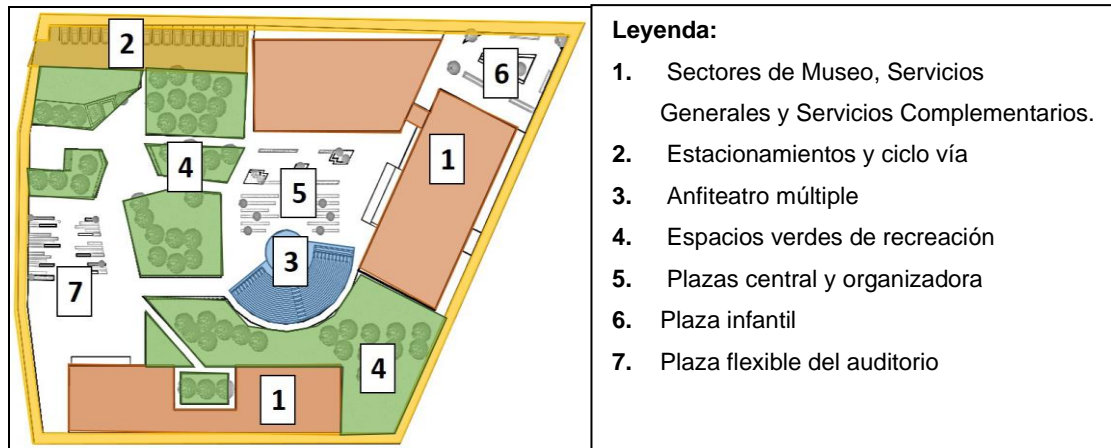 2
6
1
4
5
3
7
4
1
Leyenda:
1. Sectores de Museo, Servicios
Generales y Servicios Complementarios.
2. Estacionamientos y ciclo vía
3. Anfiteatro múltiple
4. Espacios verdes de recreación
5. Plazas central y organizadora
6. Plaza infantil
7. Plaza flexible del auditorio